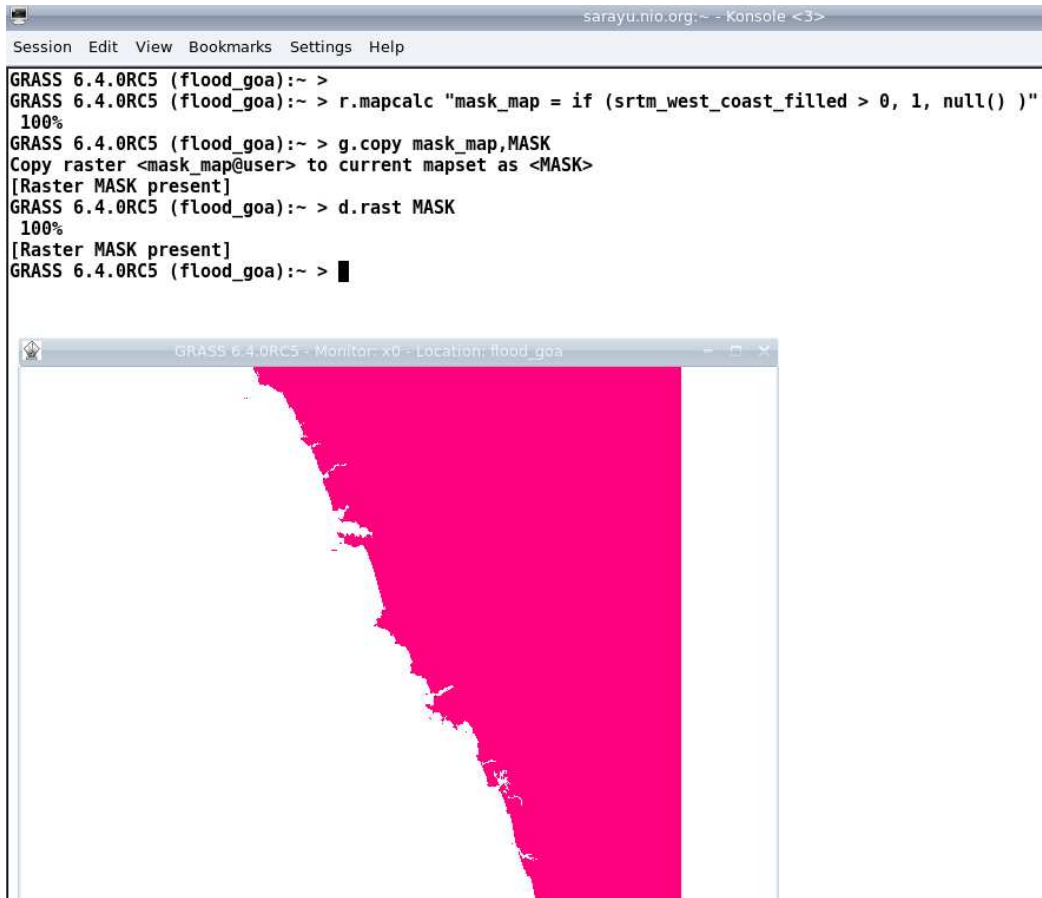 sarayu.nio.org:~ - Konsole <3>
Session Edit View Bookmarks Settings Help
GRASS 6.4.0RC5 (flood_goa):~ >
GRASS 6.4.0RC5 (flood_goa):~ > r.mapcalc "mask_map = if (srtm_west_coast_filled > 0, 1, null() )"
100%
GRASS 6.4.0RC5 (flood_goa):~ > g.copy mask_map,MASK
Copy raster <mask_map@user> to current mapset as <MASK>
[Raster MASK present]
GRASS 6.4.0RC5 (flood_goa):~ > d.rast MASK
100%
[Raster MASK present]
GRASS 6.4.0RC5 (flood_goa):~ >
GRASS 6.4.0RC5 - Monitor: x0 - Location: flood_goa